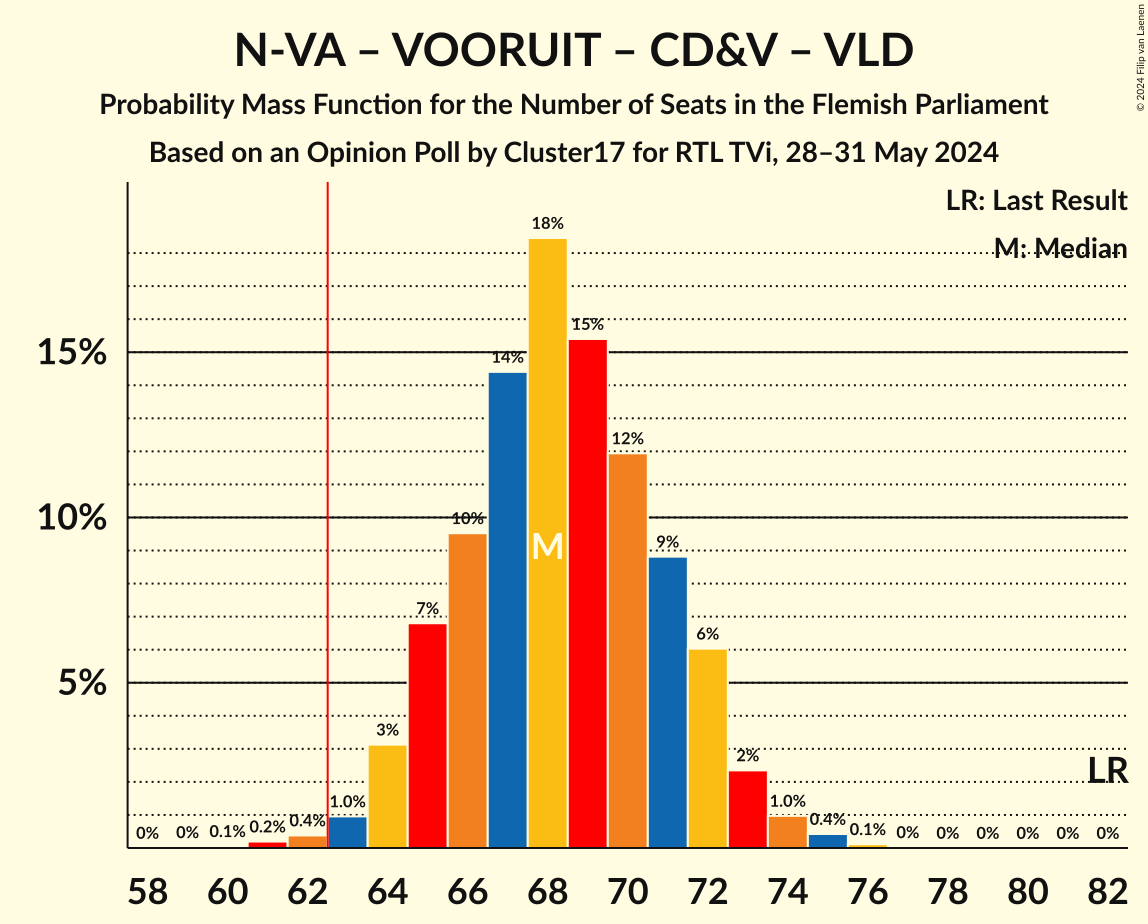 N-VA – VOORUIT – CD&V – VLD
Probability Mass Function for the Number of Seats in the Flemish Parliament
Based on an Opinion Poll by Cluster17 for RTL TVi, 28–31 May 2024
© 2024 Filip van Laenen
LR: Last Result
M: Median
15%
10%
5%
0% 0% 0.1% 0.2% 0.4% 1.0% 3% 7% 10% 14% 18% 15% 12% 9% 6% 2% 1.0% 0.4% 0.1% 0% 0% 0% 0% 0% 0%
M
LR
58 60 62 64 66 68 70 72 74 76 78 80 82